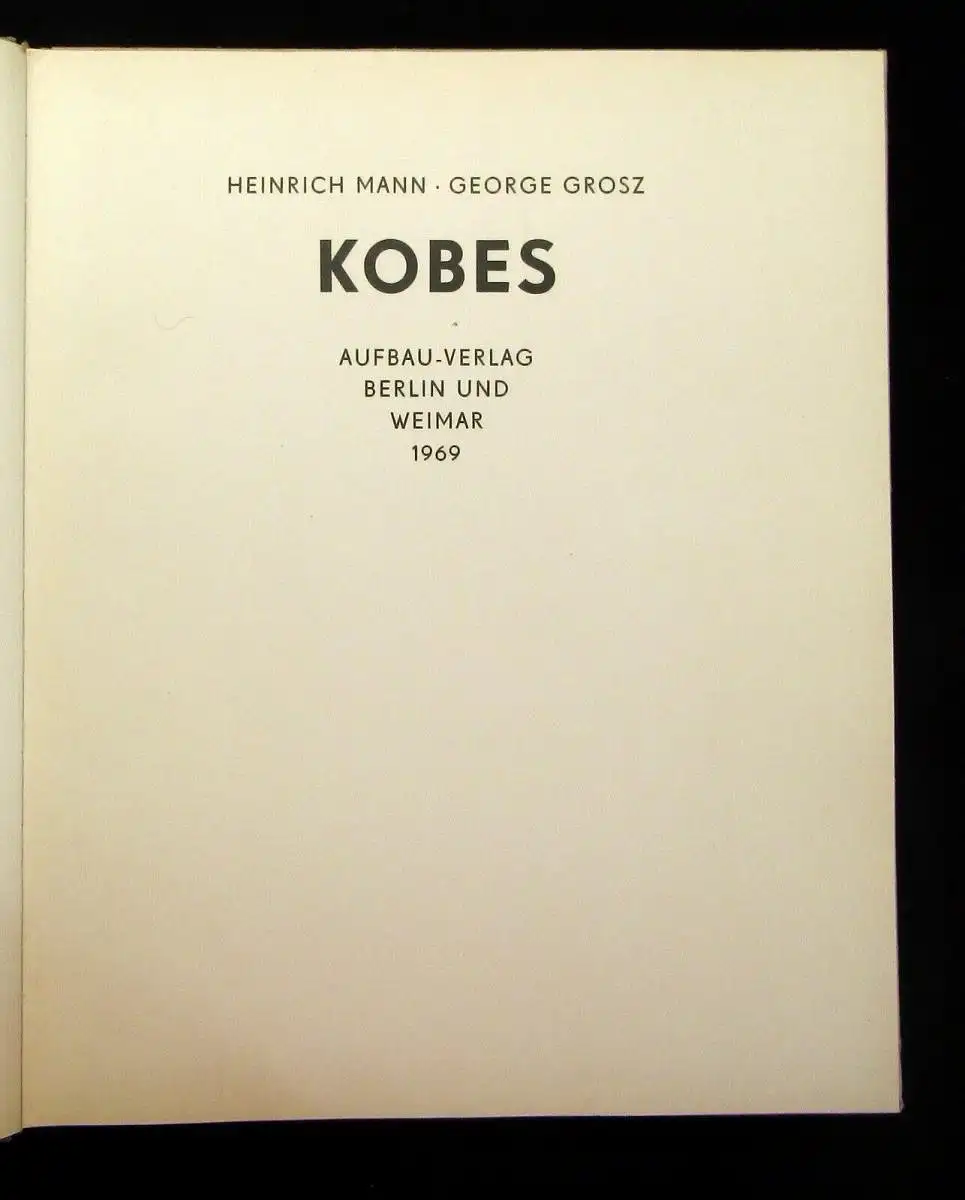 HEINRICH MANN · GEORGE GROSZ
KOBES
AUFBAU-VERLAG
BERLIN UND
WEIMAR
1969